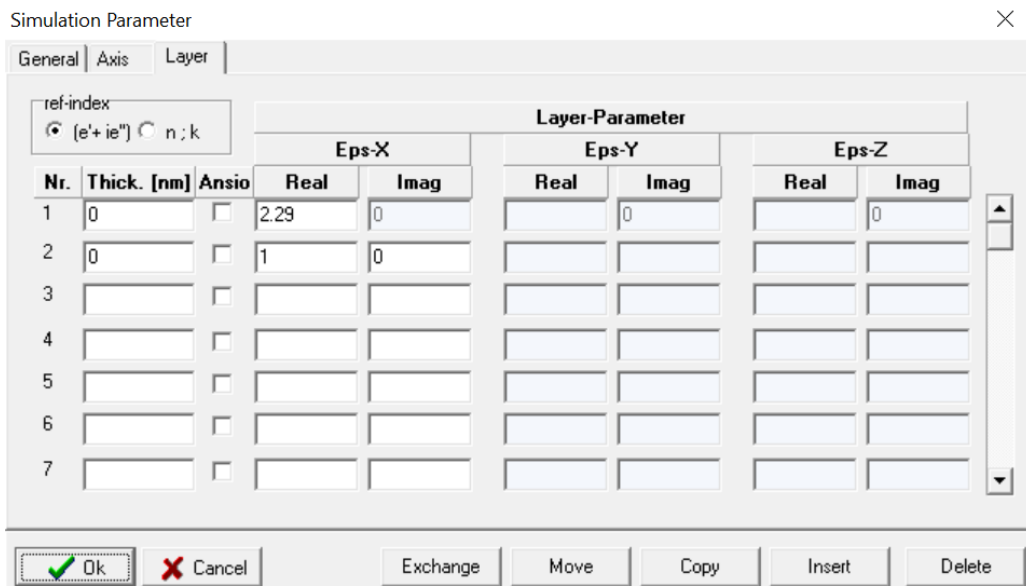 Simulation Parameter
General Axis Layer
ref-index
(e'+ ie") n ; k
Layer-Parameter
Eps-X Eps-Y Eps-Z
Nr. Thick. [nm] Ansio Real Imag Real Imag Real Imag
1 0 2.29 0 0 0
2 0 1 0
3
4
5
6
7
Ok Cancel Exchange Move Copy Insert Delete